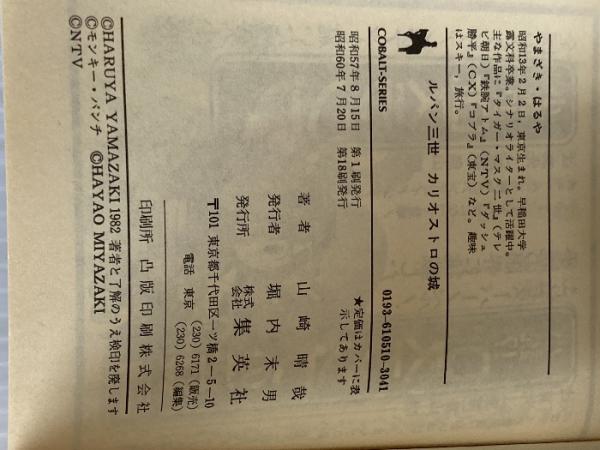 やまざき・はるや
昭和13年2月2日，東京生まれ。早稲田大学
露文科卒業。シナリオライターとして活躍中。
主な作品に『タイガー・マスク二世』（テレ
ビ朝日）『鉄腕アトム』（NTV）『ダッシュ
勝平』（CX）『コブラ』（東宝）など。趣味
はスキー，旅行。
COBALT-SERIES
ルパン三世 カリオストロの城
0193-610510-3041
昭和57年8月15日 第1刷発行
昭和60年7月20日 第18刷発行
★定価はカバーに表
示してあります
著者 山崎晴哉
発行者 堀内末男
発行所 株式会社 集英社
〒101 東京都千代田区一ツ橋2-5-10
電話 東京 (230)6171(販売)
(230)6268(編集)
印刷所 凸版印刷株式会社
©HARUYA YAMAZAKI 1982 著者と了解のうえ検印を廃します
©モンキー・パンチ ©HAYAO MIYAZAKI
©NTV